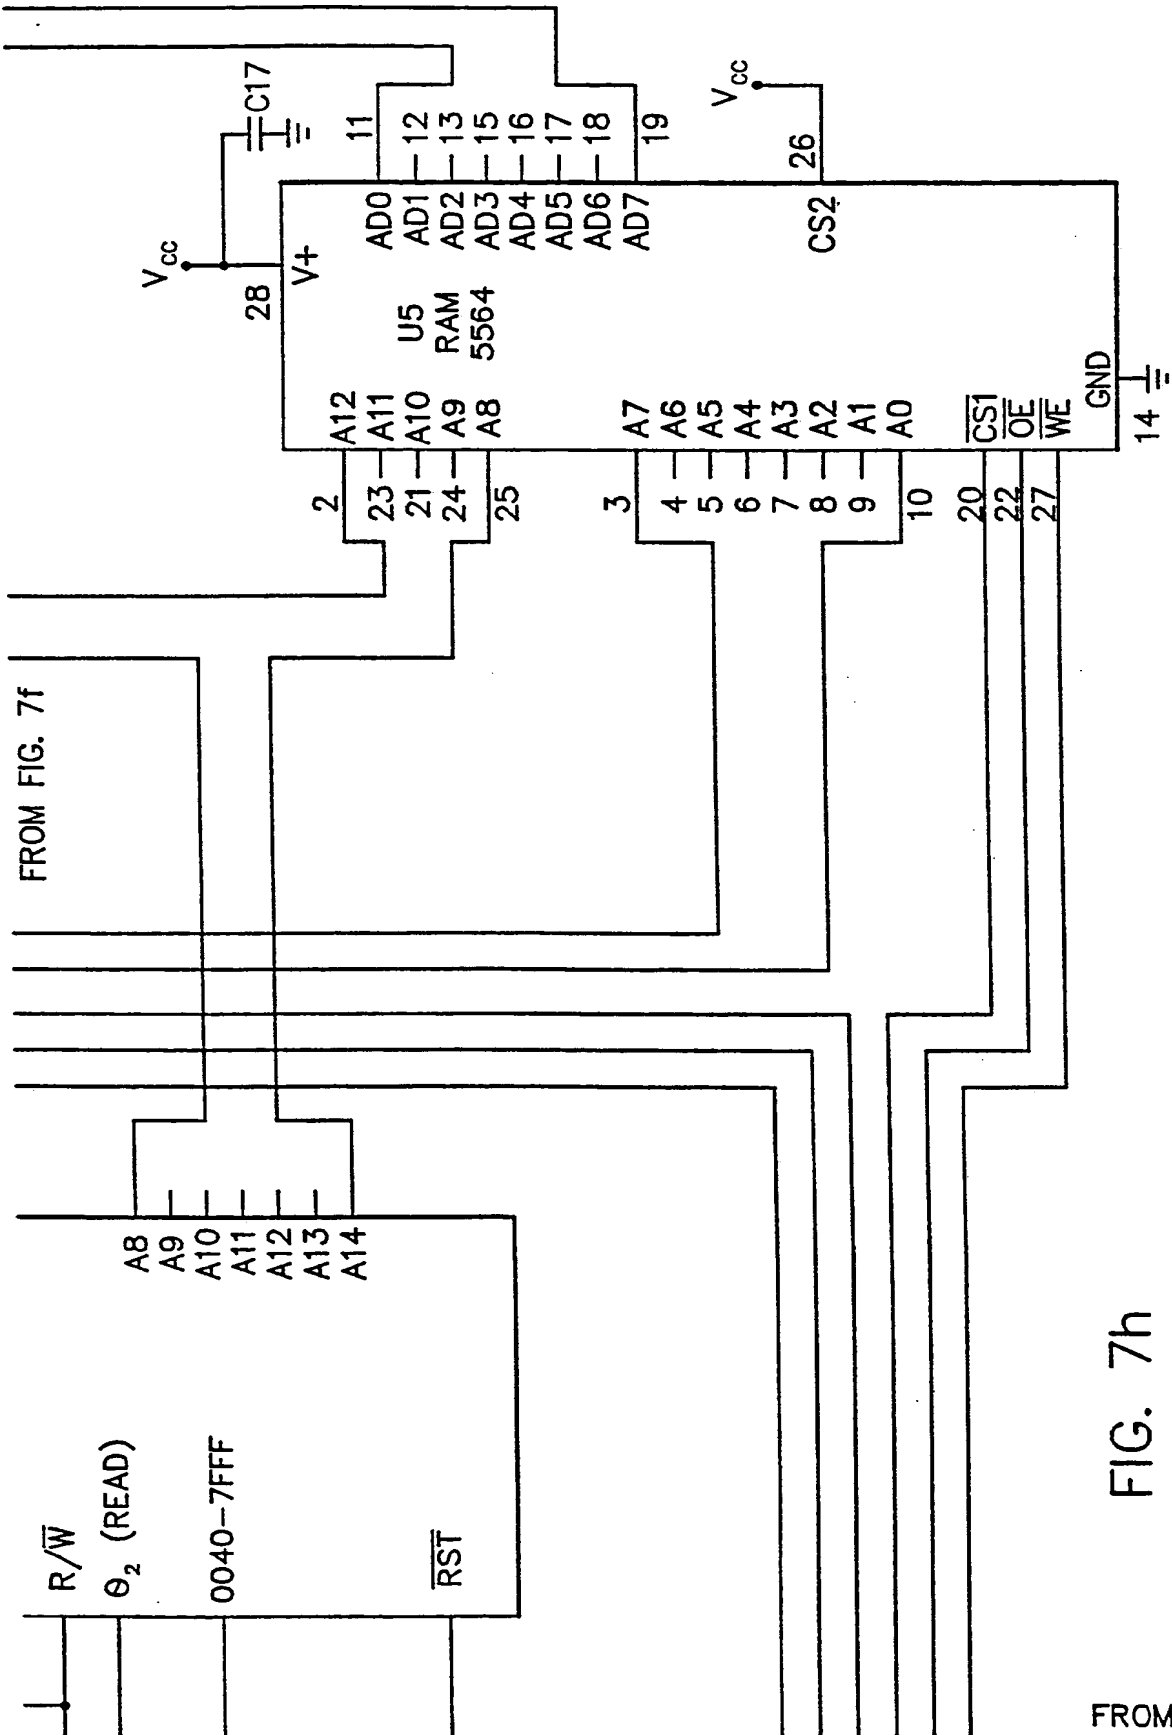 FROM FIG. 7f
R/W
θ2 (READ)
0040-7FFF
RST
A8
A9
A10
A11
A12
A13
A14
Vcc
C17
28
V+
U5
RAM
5564
2 A12
23 A11
21 A10
24 A9
25 A8
3 A7
4 A6
5 A5
6 A4
7 A3
8 A2
9 A1
10 A0
20 CS1
22 OE
27 WE
AD0 11
AD1 12
AD2 13
AD3 15
AD4 16
AD5 17
AD6 18
AD7 19
Vcc
CS2 26
GND
14
FIG. 7h
FROM